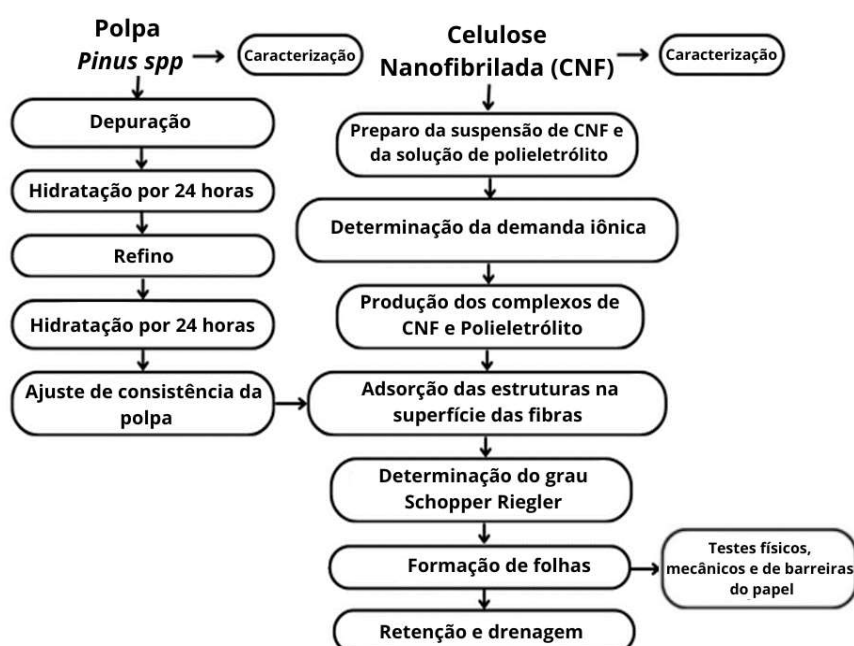 Polpa
Pinus spp
Caracterização
Depuração
Hidratação por 24 horas
Refino
Hidratação por 24 horas
Ajuste de consistência da
polpa
Celulose
Nanofibrilada (CNF)
Caracterização
Preparo da suspensão de CNF e
da solução de polieletrólito
Determinação da demanda iônica
Produção dos complexos de
CNF e Polieletrólito
Adsorção das estruturas na
superfície das fibras
Determinação do grau
Schopper Riegler
Formação de folhas
Testes físicos,
mecânicos e de barreiras
do papel
Retenção e drenagem